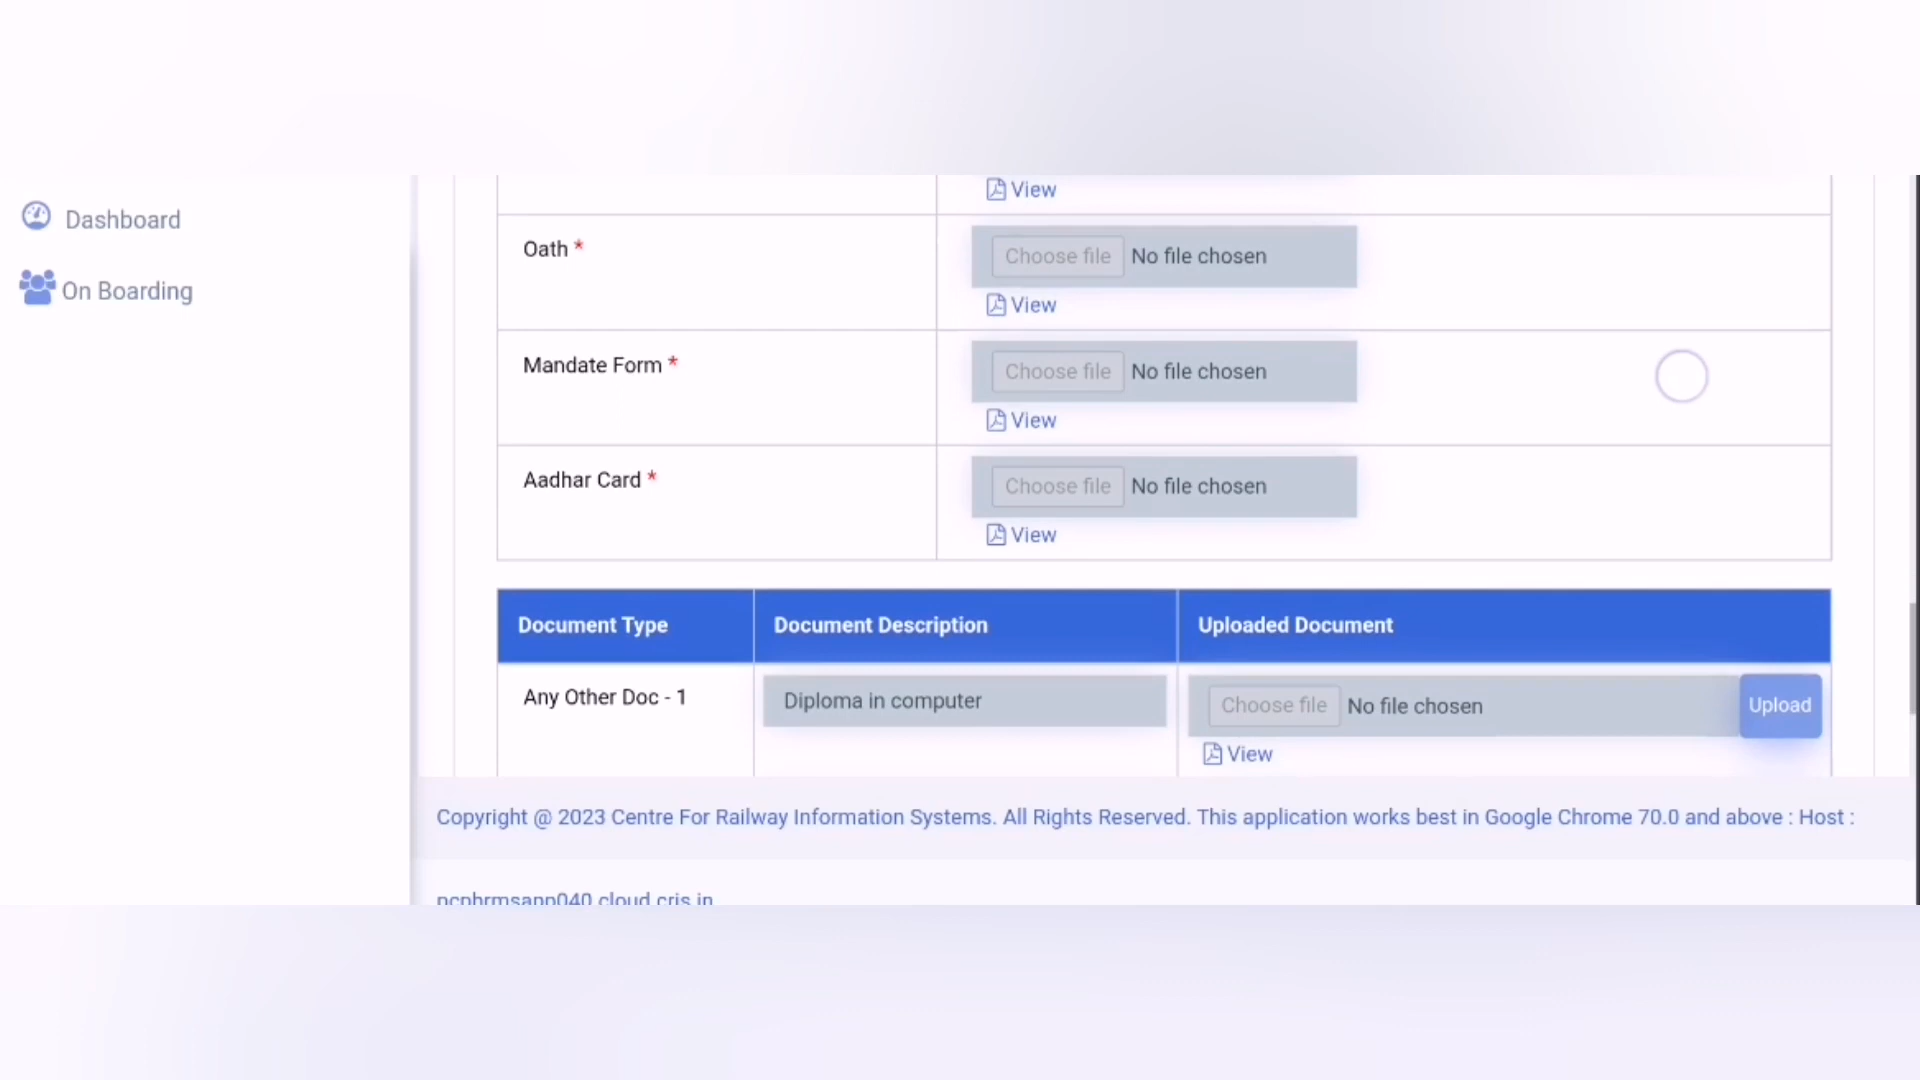 Dashboard
On Boarding
View
Oath *
Choose file No file chosen
View
Mandate Form *
Choose file No file chosen
View
Aadhar Card *
Choose file No file chosen
View
Document Type Document Description Uploaded Document
Any Other Doc - 1 Diploma in computer Choose file No file chosen Upload
View
Copyright @ 2023 Centre For Railway Information Systems. All Rights Reserved. This application works best in Google Chrome 70.0 and above : Host :